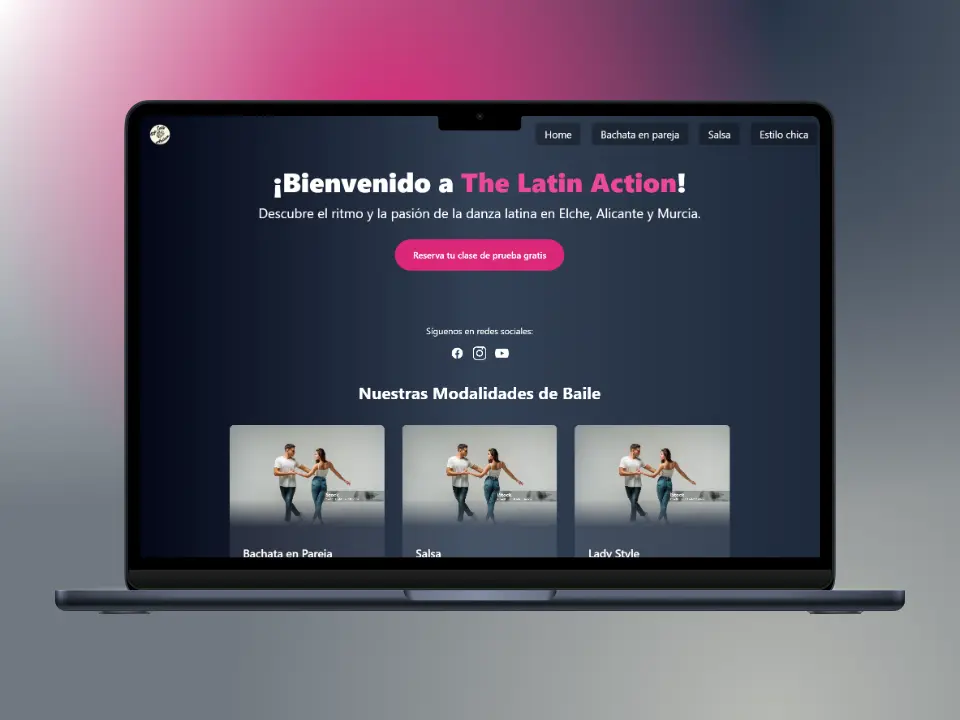 Home
Bachata en pareja
Salsa
Estilo chica
¡Bienvenido a The Latin Action!
Descubre el ritmo y la pasión de la danza latina en Elche, Alicante y Murcia.
Reserva tu clase de prueba gratis
Síguenos en redes sociales:
Nuestras Modalidades de Baile
Bachata en Pareja
Salsa
Lady Style